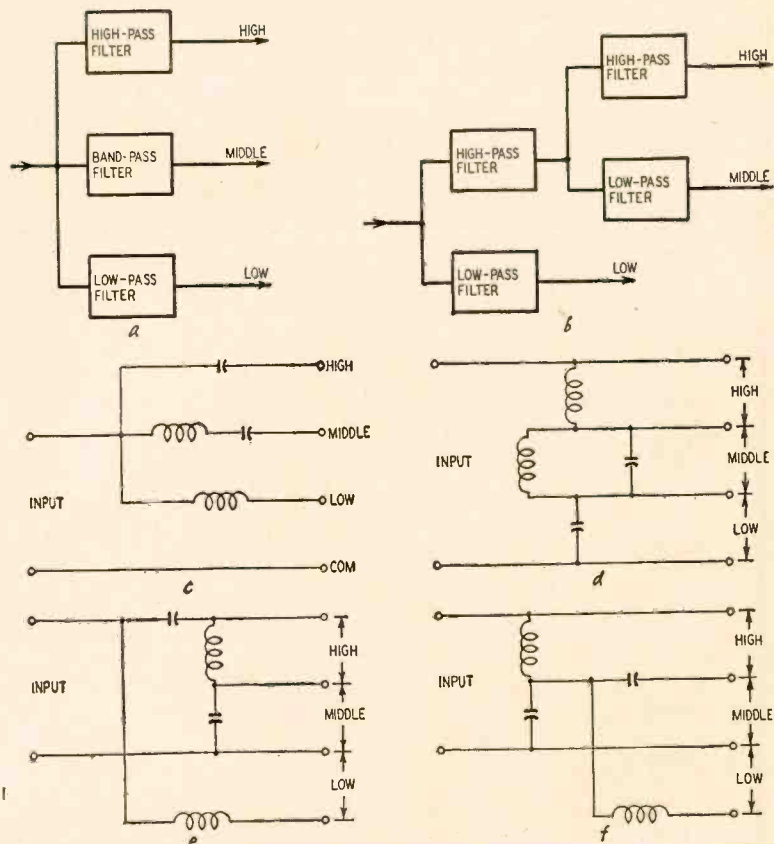 HIGH-PASS
FILTER
HIGH
BAND-PASS
FILTER
MIDDLE
LOW-PASS
FILTER
LOW
a
HIGH-PASS
FILTER
HIGH
HIGH-PASS
FILTER
LOW-PASS
FILTER
MIDDLE
LOW-PASS
FILTER
LOW
b
HIGH
MIDDLE
INPUT
LOW
COM
c
HIGH
INPUT
MIDDLE
LOW
d
HIGH
INPUT
MIDDLE
LOW
e
HIGH
INPUT
MIDDLE
LOW
f